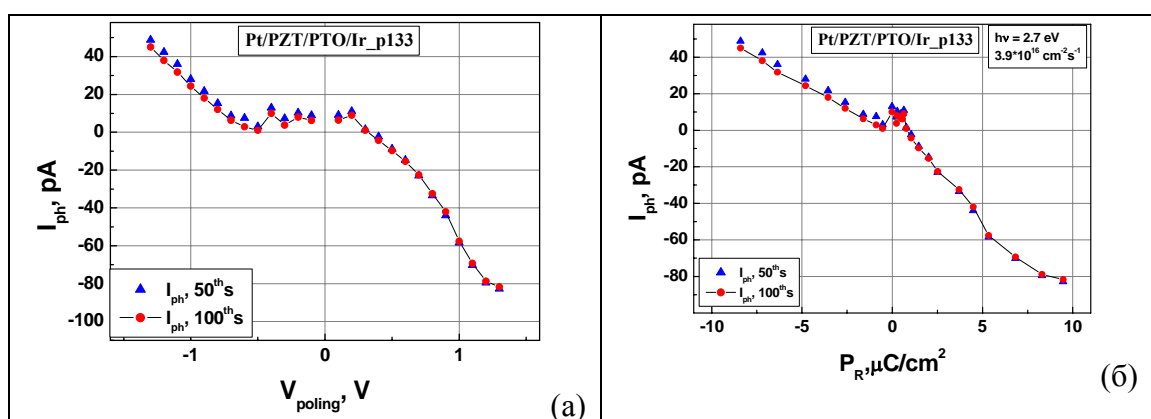 Pt/PZT/PTO/Ir_p133
40
20
0
-20
-40
-60
-80
-100
I_ph, pA
I_ph, 50^th s
I_ph, 100^th s
-1
0
1
V_poling, V
(а)
Pt/PZT/PTO/Ir_p133
hν = 2.7 eV
3.9*10^16 cm^-2s^-1
40
20
0
-20
-40
-60
-80
I_ph, pA
I_ph, 50^th s
I_ph, 100^th s
-10
-5
0
5
10
P_R,μC/cm^2
(б)